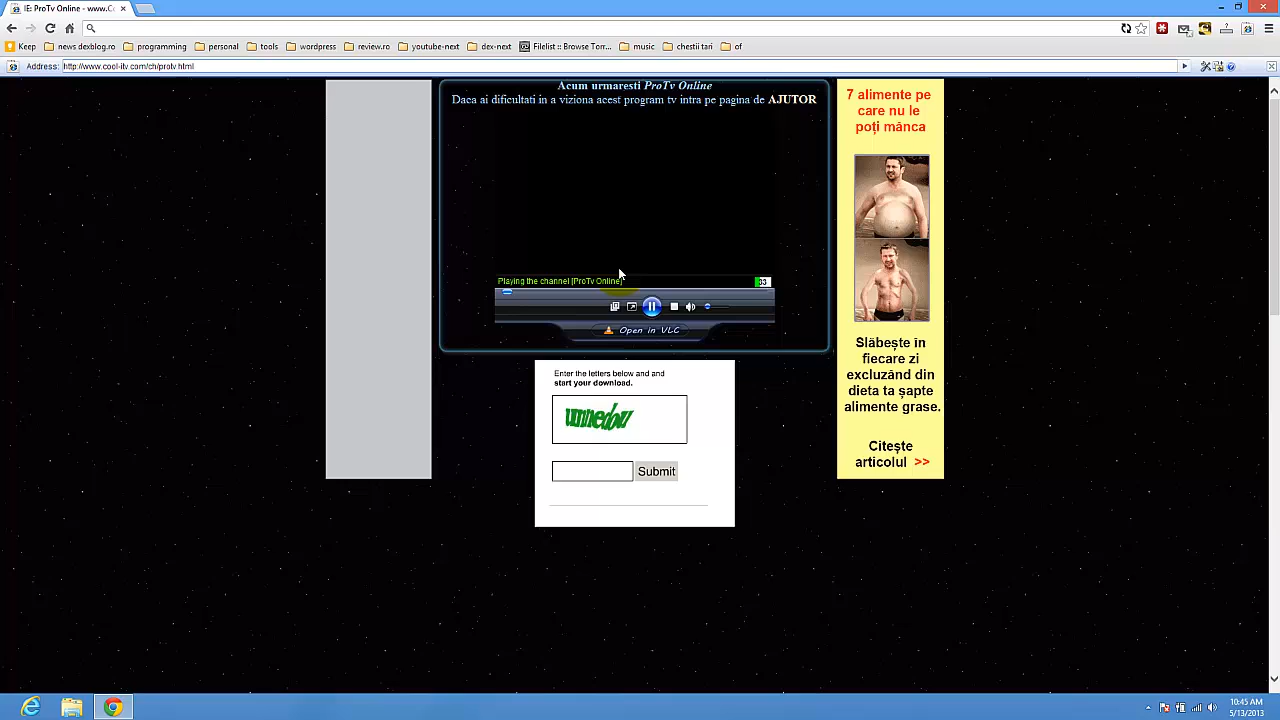 IE: ProTv Online - www.C
Keep
news.dexblog.ro
programming
personal
tools
wordpress
review.ro
youtube-next
dex-next
Filelist :: Browse Torr...
music
chestii tari
of
Address: http://www.cool-itv.com/ch/protv.html
Acum urmaresti ProTv Online
Daca ai dificultati in a viziona acest program tv intra pe pagina de AJUTOR
Playing the channel [ProTv Online]
33
Open in VLC
Enter the letters below and and
start your download.
Submit
7 alimente pe
care nu le
poți mânca
Slăbește în
fiecare zi
excluzând din
dieta ta șapte
alimente grase.
Citește
articolul >>
10:45 AM
5/13/2013